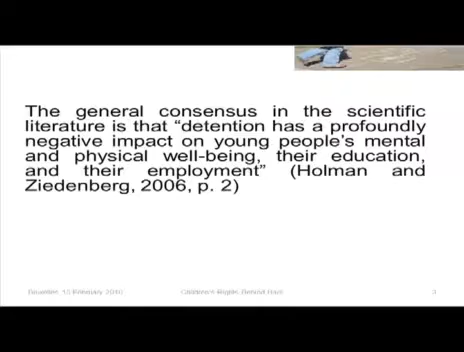 The general consensus in the scientific
literature is that “detention has a profoundly
negative impact on young people’s mental
and physical well-being, their education,
and their employment” (Holman and
Ziedenberg, 2006, p. 2)
Children's Rights Behind Bars
3